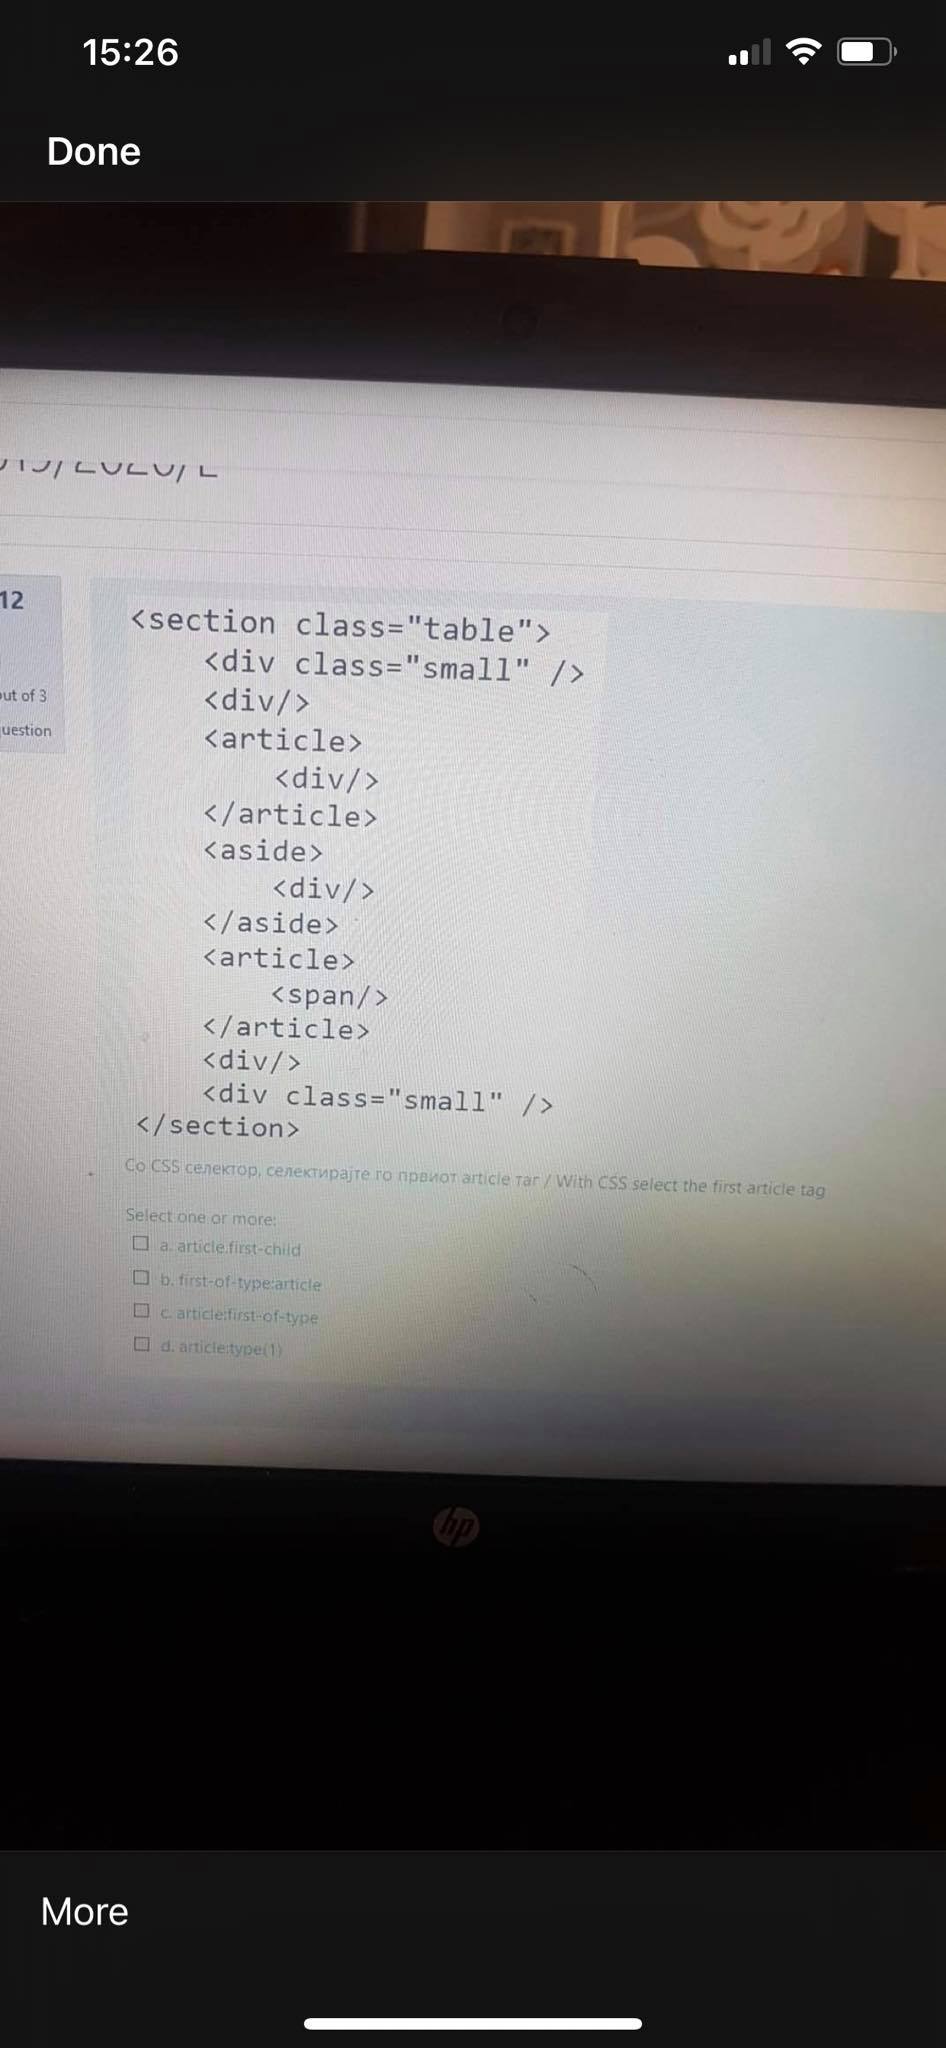 15:26
Done
12
<section class="table">
<div class="small" />
out of 3
<div/>
uestion
<article>
<div/>
</article>
<aside>
<div/>
</aside>
<article>
<span/>
</article>
<div/>
<div class="small" />
</section>
Со CSS селектор, селектирајте го првиот article таг / With CSS select the first article tag
Select one or more:
a. article:first-child
b. first-of-type:article
c. article:first-of-type
d. article:type(1)
hp
More